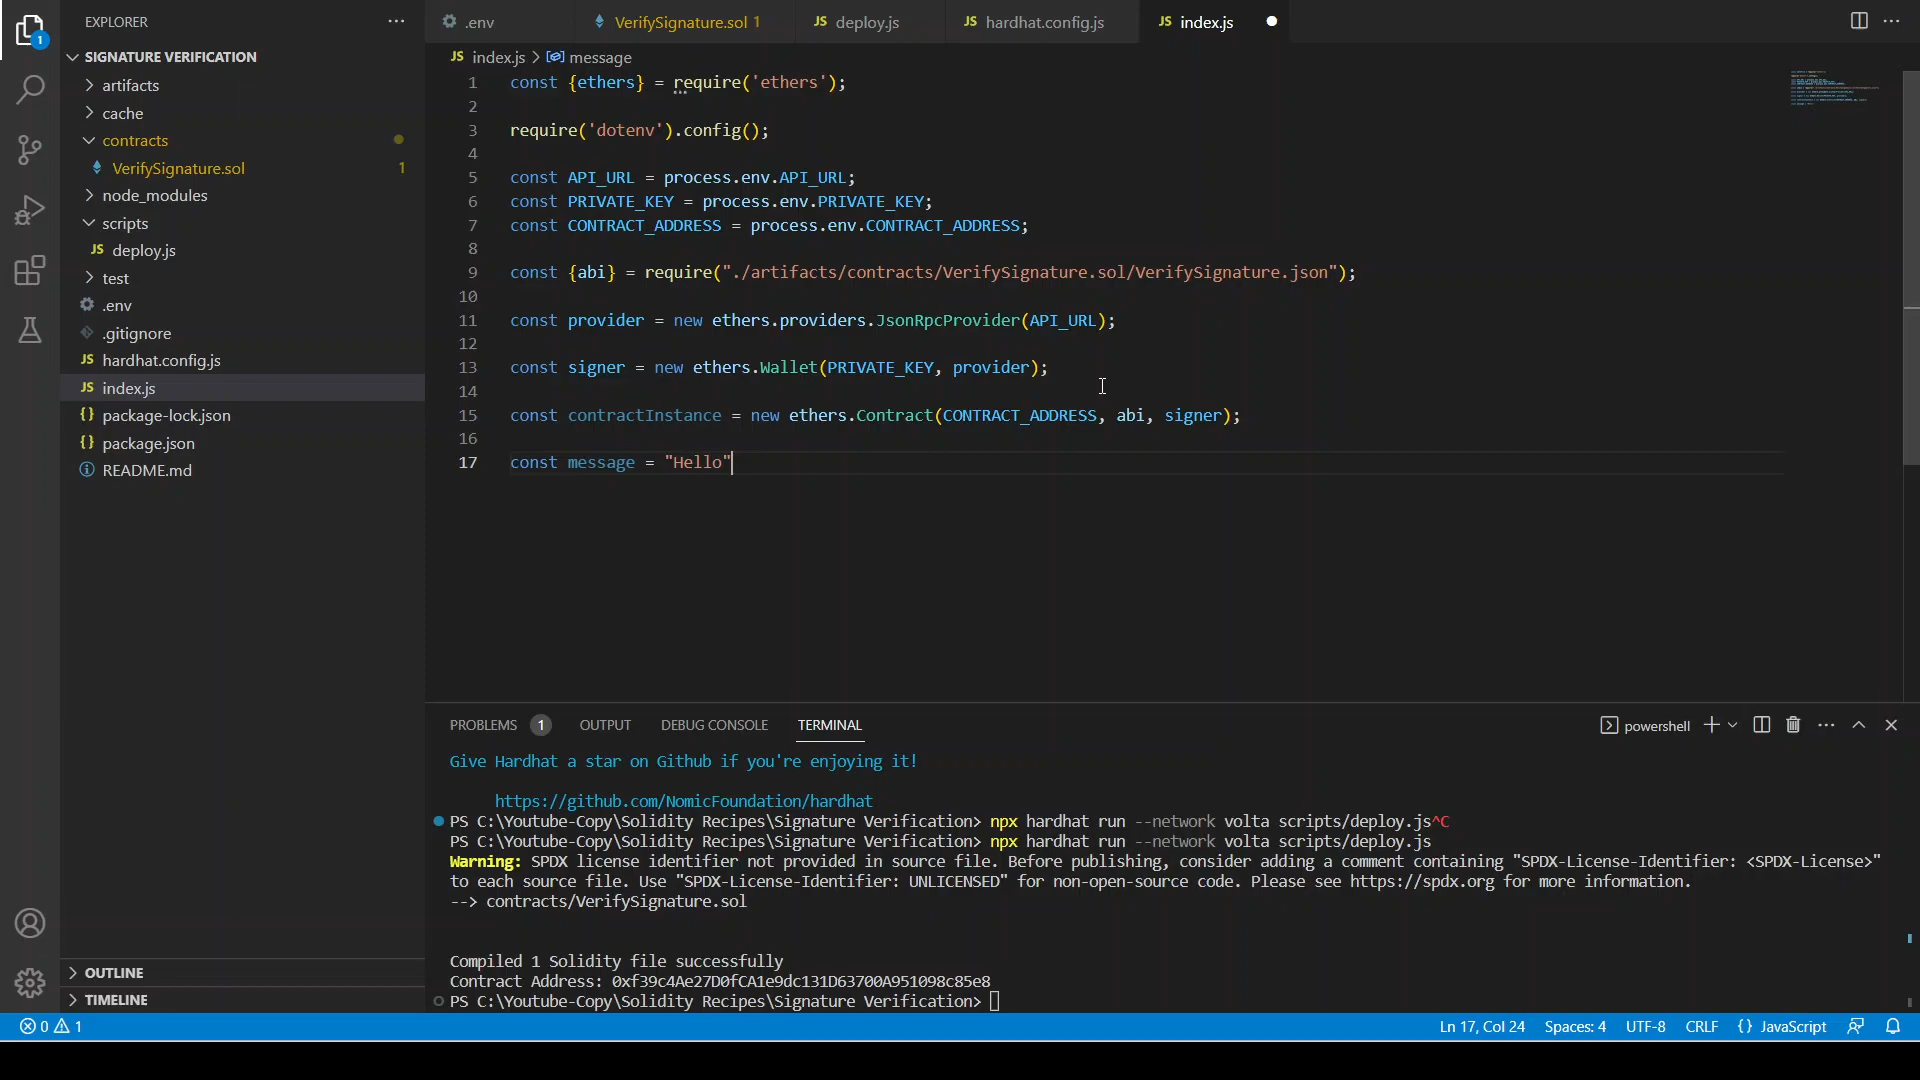 EXPLORER
SIGNATURE VERIFICATION
artifacts
cache
contracts
VerifySignature.sol 1
node_modules
scripts
JS deploy.js
test
.env
.gitignore
JS hardhat.config.js
JS index.js
{} package-lock.json
{} package.json
README.md
OUTLINE
TIMELINE
1
.env
VerifySignature.sol 1
JS deploy.js
JS hardhat.config.js
JS index.js
JS index.js > message
1 const {ethers} = require('ethers');
2
3 require('dotenv').config();
4
5 const API_URL = process.env.API_URL;
6 const PRIVATE_KEY = process.env.PRIVATE_KEY;
7 const CONTRACT_ADDRESS = process.env.CONTRACT_ADDRESS;
8
9 const {abi} = require("./artifacts/contracts/VerifySignature.sol/VerifySignature.json");
10
11 const provider = new ethers.providers.JsonRpcProvider(API_URL);
12
13 const signer = new ethers.Wallet(PRIVATE_KEY, provider);
14
15 const contractInstance = new ethers.Contract(CONTRACT_ADDRESS, abi, signer);
16
17 const message = "Hello"
PROBLEMS 1 OUTPUT DEBUG CONSOLE TERMINAL
powershell
Give Hardhat a star on Github if you're enjoying it!
https://github.com/NomicFoundation/hardhat
PS C:\Youtube-Copy\Solidity Recipes\Signature Verification> npx hardhat run --network volta scripts/deploy.js^C
PS C:\Youtube-Copy\Solidity Recipes\Signature Verification> npx hardhat run --network volta scripts/deploy.js
Warning: SPDX license identifier not provided in source file. Before publishing, consider adding a comment containing "SPDX-License-Identifier: <SPDX-License>"
to each source file. Use "SPDX-License-Identifier: UNLICENSED" for non-open-source code. Please see https://spdx.org for more information.
--> contracts/VerifySignature.sol
Compiled 1 Solidity file successfully
Contract Address: 0xf39c4Ae27D0fCA1e9dc131D63700A951098c85e8
PS C:\Youtube-Copy\Solidity Recipes\Signature Verification>
0 1
Ln 17, Col 24 Spaces: 4 UTF-8 CRLF {} JavaScript